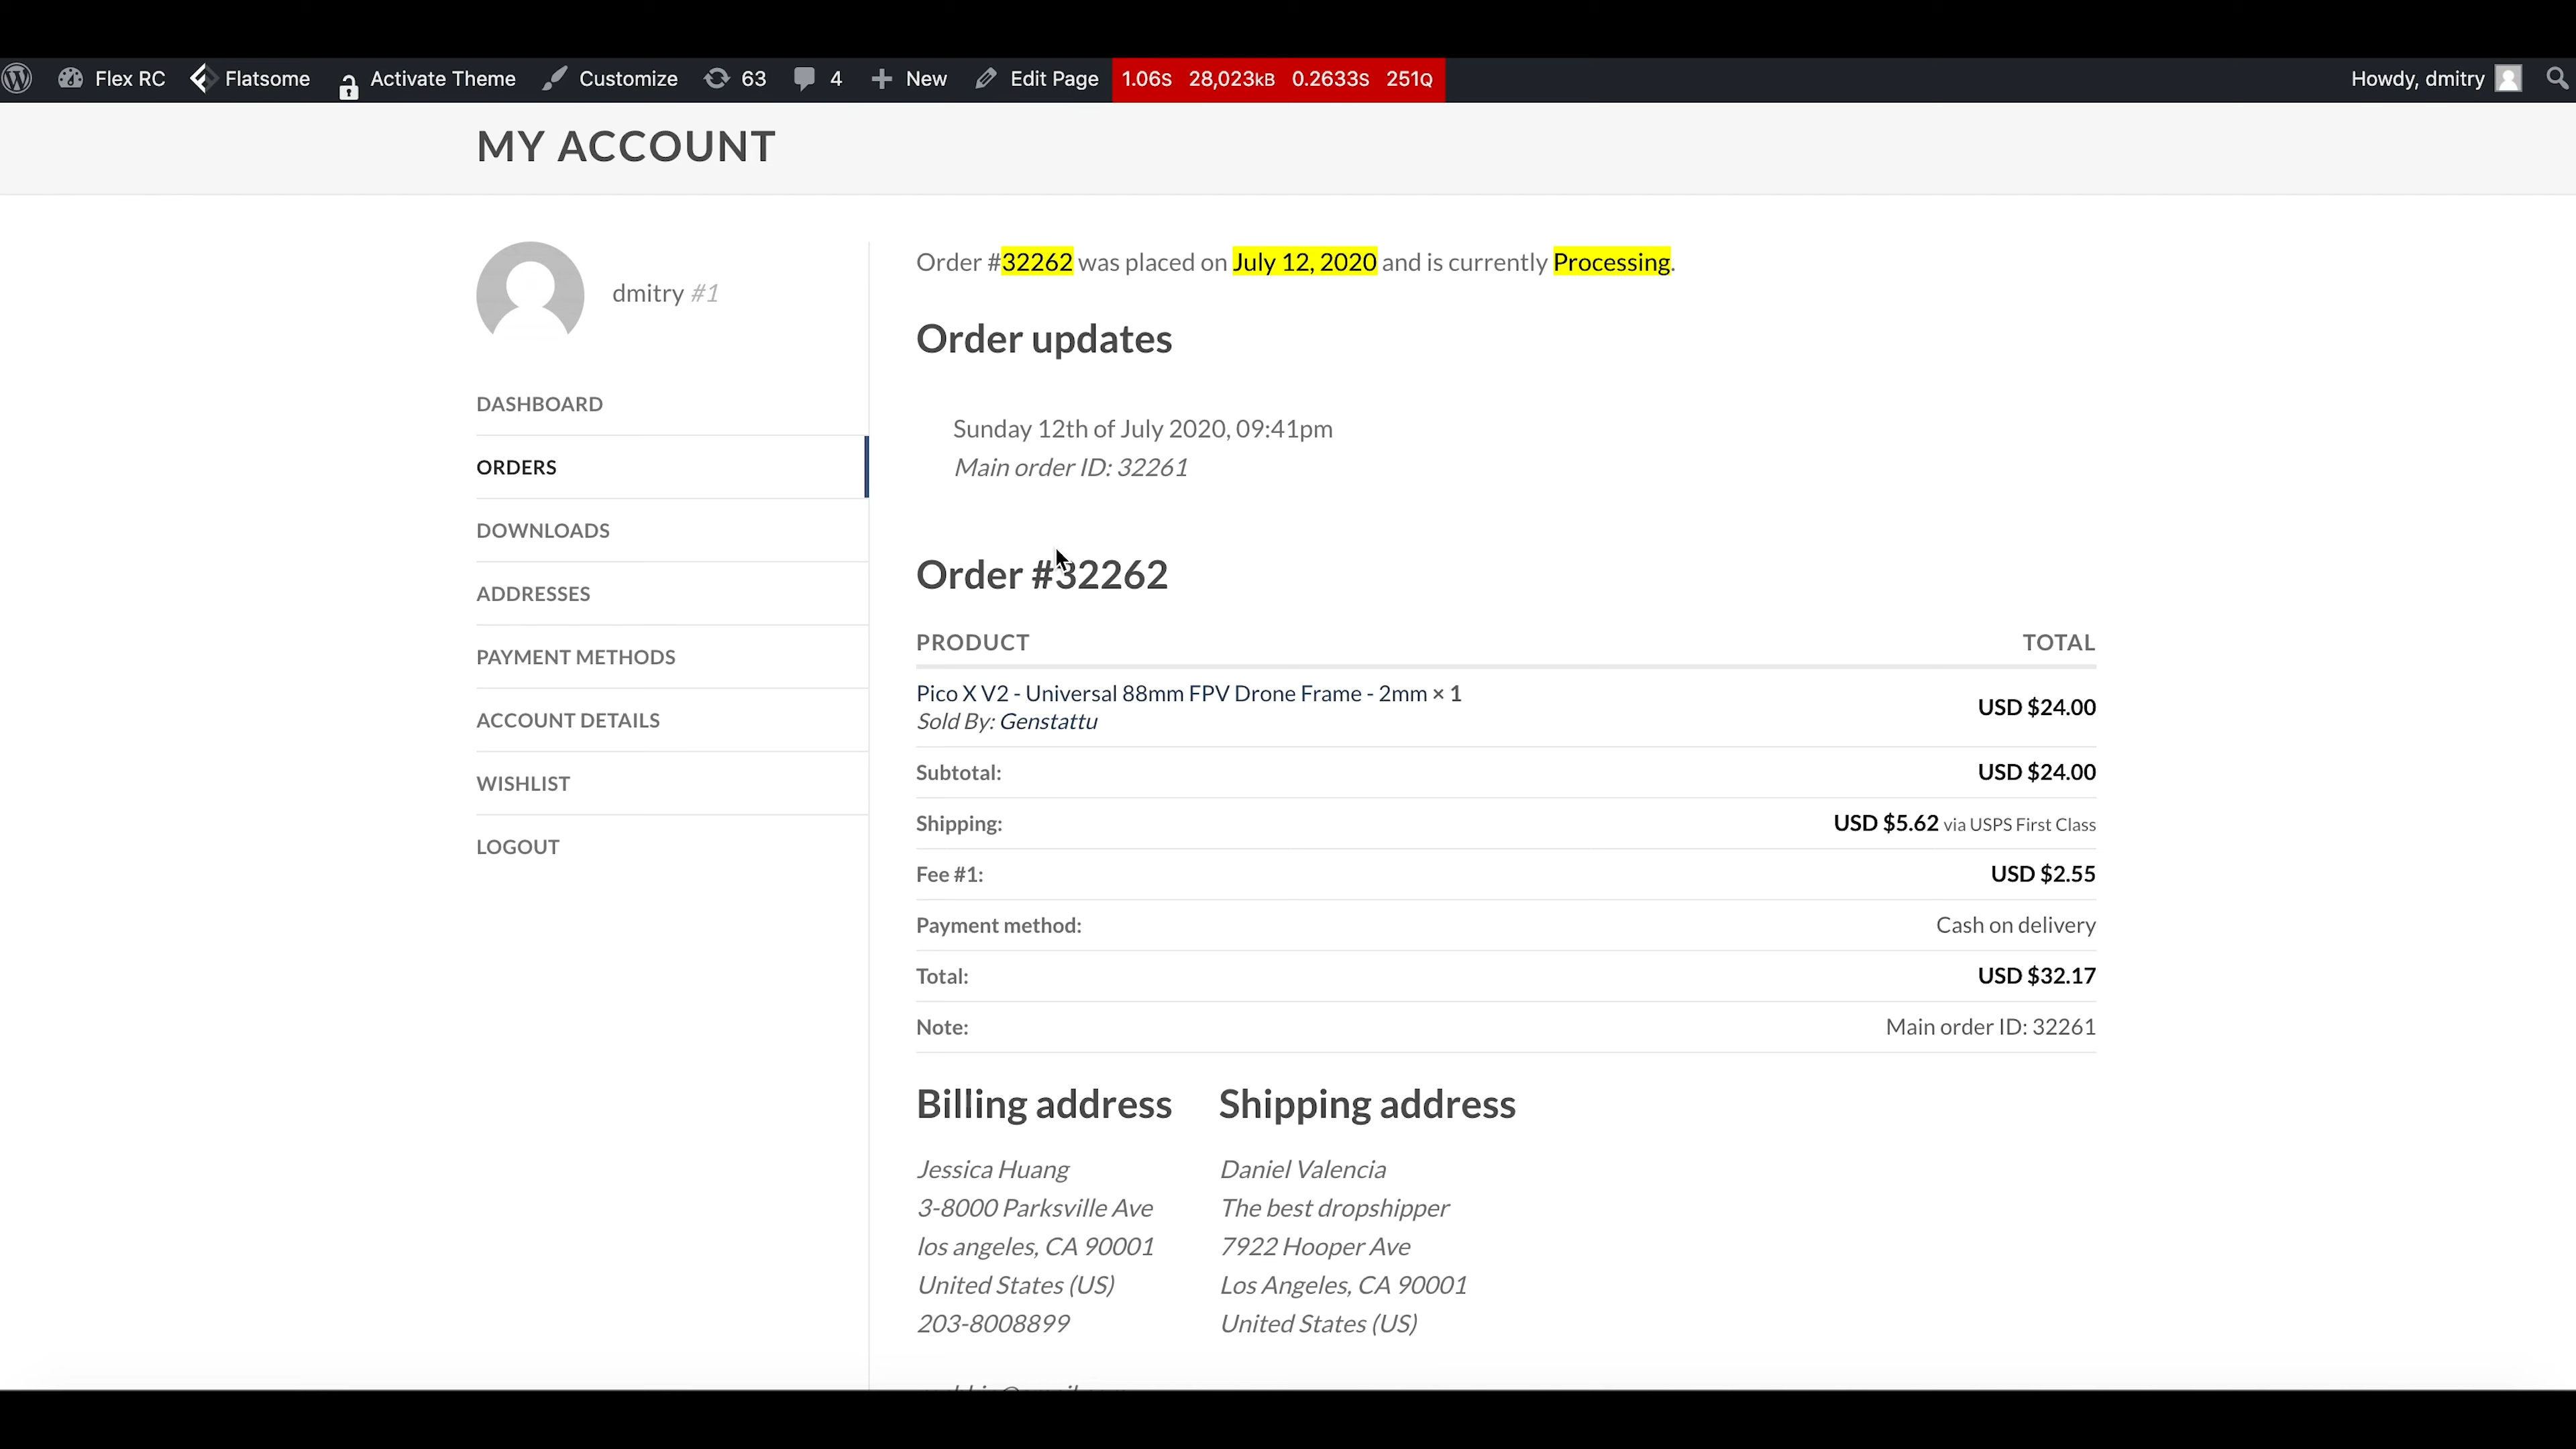 Flex RC Flatsome Activate Theme Customize 63 4 New Edit Page 1.06S 28,023KB 0.2633S 251Q Howdy, dmitry
MY ACCOUNT
dmitry #1
DASHBOARD
ORDERS
DOWNLOADS
ADDRESSES
PAYMENT METHODS
ACCOUNT DETAILS
WISHLIST
LOGOUT
Order #32262 was placed on July 12, 2020 and is currently Processing.
Order updates
Sunday 12th of July 2020, 09:41pm
Main order ID: 32261
Order #32262
PRODUCT TOTAL
Pico X V2 - Universal 88mm FPV Drone Frame - 2mm × 1
Sold By: Genstattu
USD $24.00
Subtotal: USD $24.00
Shipping: USD $5.62 via USPS First Class
Fee #1: USD $2.55
Payment method: Cash on delivery
Total: USD $32.17
Note: Main order ID: 32261
Billing address
Jessica Huang
3-8000 Parksville Ave
los angeles, CA 90001
United States (US)
203-8008899
Shipping address
Daniel Valencia
The best dropshipper
7922 Hooper Ave
Los Angeles, CA 90001
United States (US)